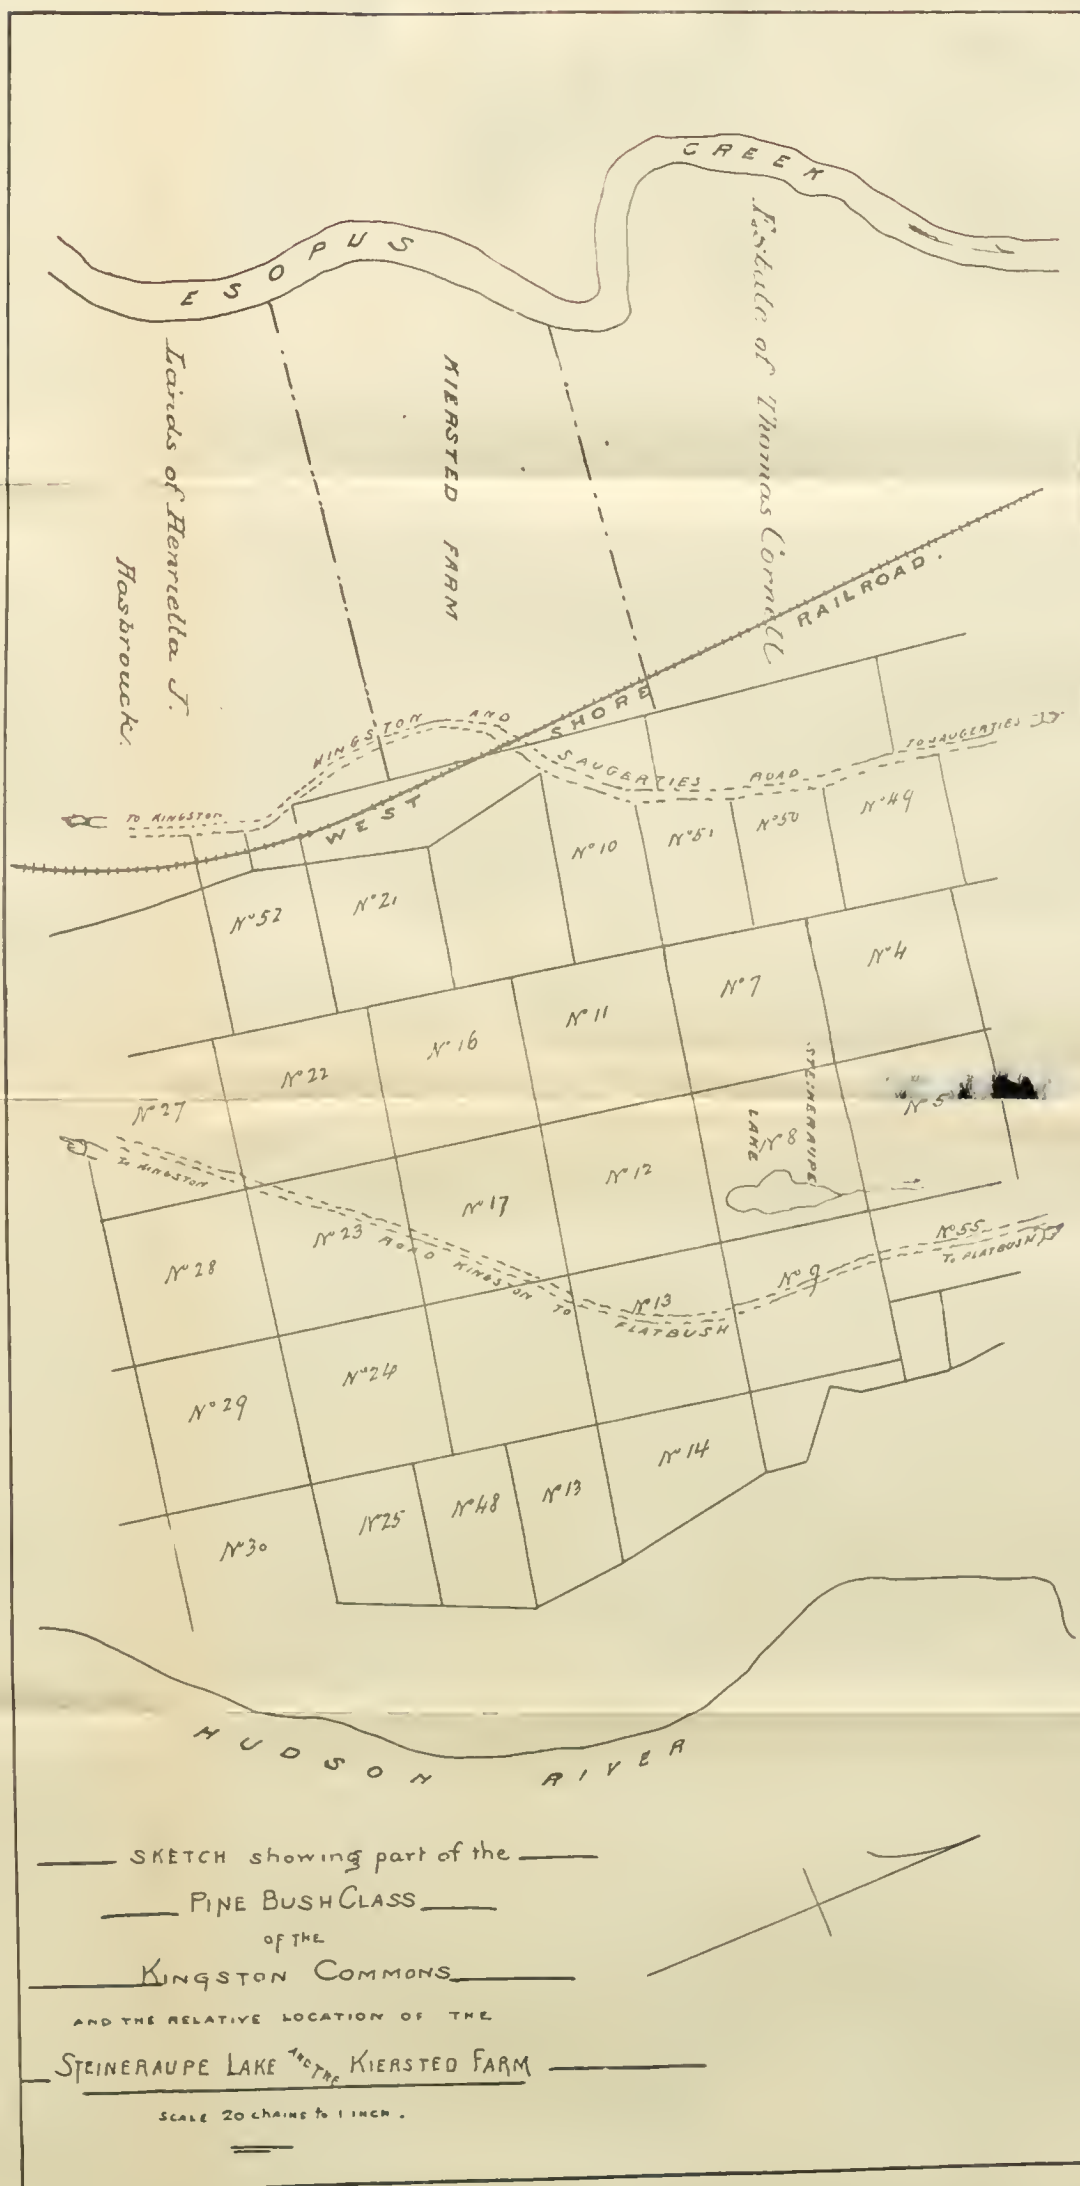 ESOPUS
CREEK
Lands of Henrietta J.
Hasbrouck.
KIERSTED FARM
Estate of Thomas Cornell
WEST SHORE RAILROAD.
KINGSTON AND SAUGERTIES ROAD
TO KINGSTON
TO SAUGERTIES
No 52
No 21
No 10
No 51
No 50
No 49
No 27
No 22
No 16
No 11
No 7
No 4
TO KINGSTON
No 28
No 23
No 17
No 12
STEINERAUPE
LAKE
No 8
No 5
ROAD KINGSTON TO FLATBUSH
No 13
No 9
No 55
TO FLATBUSH
No 29
No 24
No 30
No 25
No 48
No 13
No 14
HUDSON RIVER
SKETCH showing part of the
PINE BUSH CLASS
OF THE
KINGSTON COMMONS
AND THE RELATIVE LOCATION OF THE
STEINERAUPE LAKE AND THE KIERSTED FARM
SCALE 20 chAINS to 1 INCH.